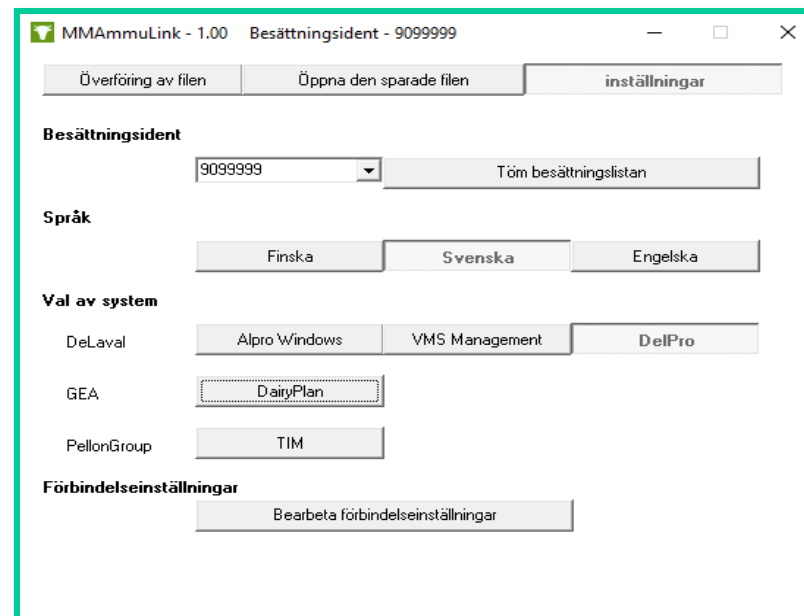 MMAmmuLink - 1.00 Besättningsident - 9099999
Överföring av filen Öppna den sparade filen inställningar
Besättningsident
9099999 Töm besättningslistan
Språk
Finska Svenska Engelska
Val av system
DeLaval Alpro Windows VMS Management DelPro
GEA DairyPlan
PellonGroup TIM
Förbindelseinställningar
Bearbeta förbindelseinställningar